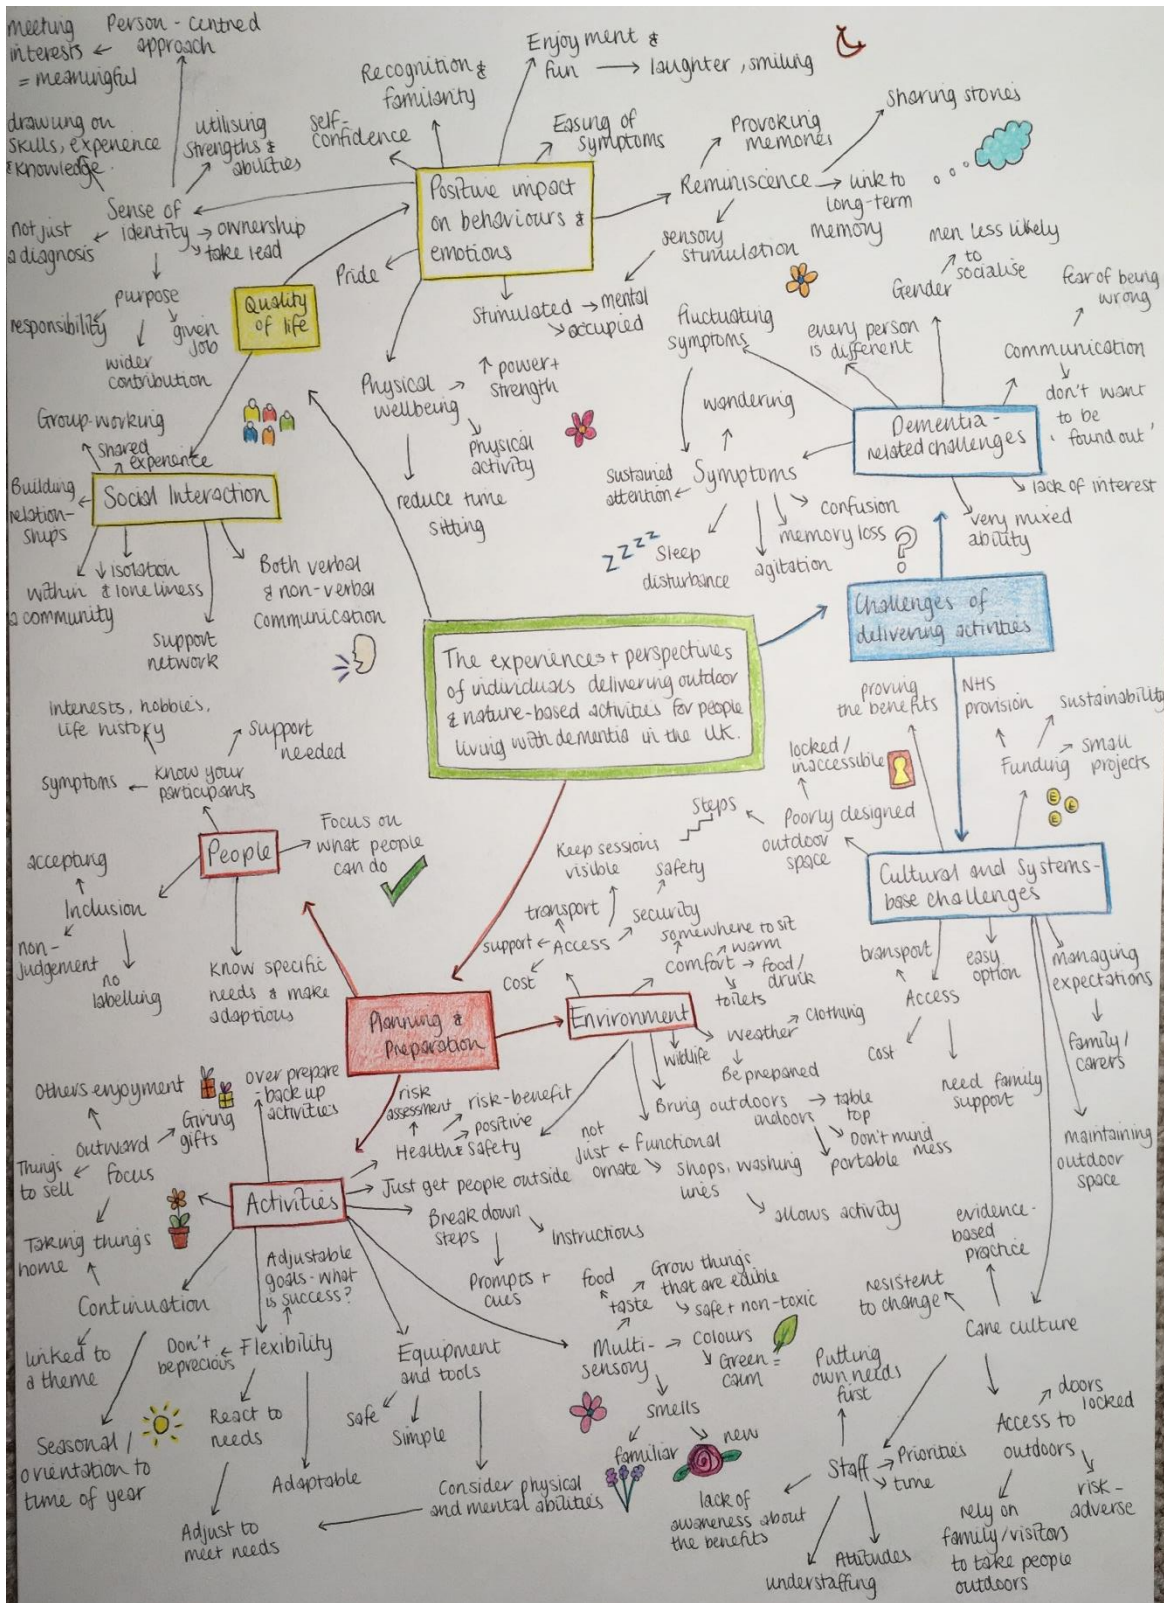 meeting
interests
= meaningful
Person-centred
approach
drawing on
skills, experience
& knowledge
utilising
strengths &
abilities
self-
confidence
Recognition &
familarity
Enjoyment &
fun
laughter, smiling
Easing of
symptoms
Provoking
memories
Sharing stories
Reminiscence
link to
long-term
memory
sensory
stimulation
Positive impact
on behaviours &
emotions
Sense of
identity
ownership
take lead
not just
a diagnosis
Pride
Stimulated
mental
occupied
purpose
responsibility
given
job
wider
contribution
Quality
of life
Physical
wellbeing
↑ power +
strength
physical
activity
reduce time
sitting
Group-working
shared
experience
Social Interaction
Building
relation-
ships
within
a community
↓ isolation
& loneliness
support
network
Both verbal
& non-verbal
communication
men less likely
to
socialise
Gender
fear of being
wrong
fluctuating
symptoms
every person
is different
Communication
don't want
to be
'found out'
Dementia-
related challenges
wandering
Symptoms
sustained
attention
confusion
memory loss
agitation
Sleep
disturbance
zzzz
lack of interest
very mixed
ability
?
Challenges of
delivering activities
The experiences + perspectives
of individuals delivering outdoor
& nature-based activities for people
living with dementia in the UK.
proving
the benefits
NHS
provision
sustainability
Funding
small
projects
£
£
£
locked/
inaccessible
Steps
Poorly designed
outdoor
space
Cultural and Systems-
base challenges
transport
Access
cost
need family
support
easy
option
managing
expectations
family/
carers
maintaining
outdoor
space
evidence-
based
practice
resistent
to change
Care culture
doors
locked
Access to
outdoors
risk-
adverse
rely on
family/visitors
to take people
outdoors
Putting
own needs
first
Staff
Priorities
time
lack of
awareness about
the benefits
understaffing
Attitudes
Interests, hobbies,
life history
Support
needed
symptoms
Know your
participants
People
Focus on
what people
can do
accepting
Inclusion
non-
judgement
no
labelling
Know specific
needs & make
adaptions
Planning &
Preparation
Keep sessions
visible
safety
transport
security
support
Access
cost
somewhere to sit
warm
comfort
food/
drink
toilets
Environment
weather
clothing
Be prepared
wildlife
Bring outdoors
indoors
table
top
Don't mind
mess
portable
Functional
not
just
ornate
shops, washing
lines
allows activity
risk
assessment
risk-benefit
positive
Health & Safety
Others enjoyment
over prepare
- back up
activities
Giving
gifts
outward
focus
Things
to sell
Taking things
home
Activities
Just get people outside
Break down
steps
Instructions
Prompts +
cues
Continuation
linked to
a theme
Seasonal/
orientation to
time of year
Adjustable
goals - what
is success?
Don't
be precious
Flexibility
React to
needs
Adaptable
Adjust to
meet needs
Equipment
and tools
safe
simple
Consider physical
and mental abilities
Multi-
sensory
food
taste
Grow things
that are edible
safe + non-toxic
Colours
Green =
calm
smells
familiar
new